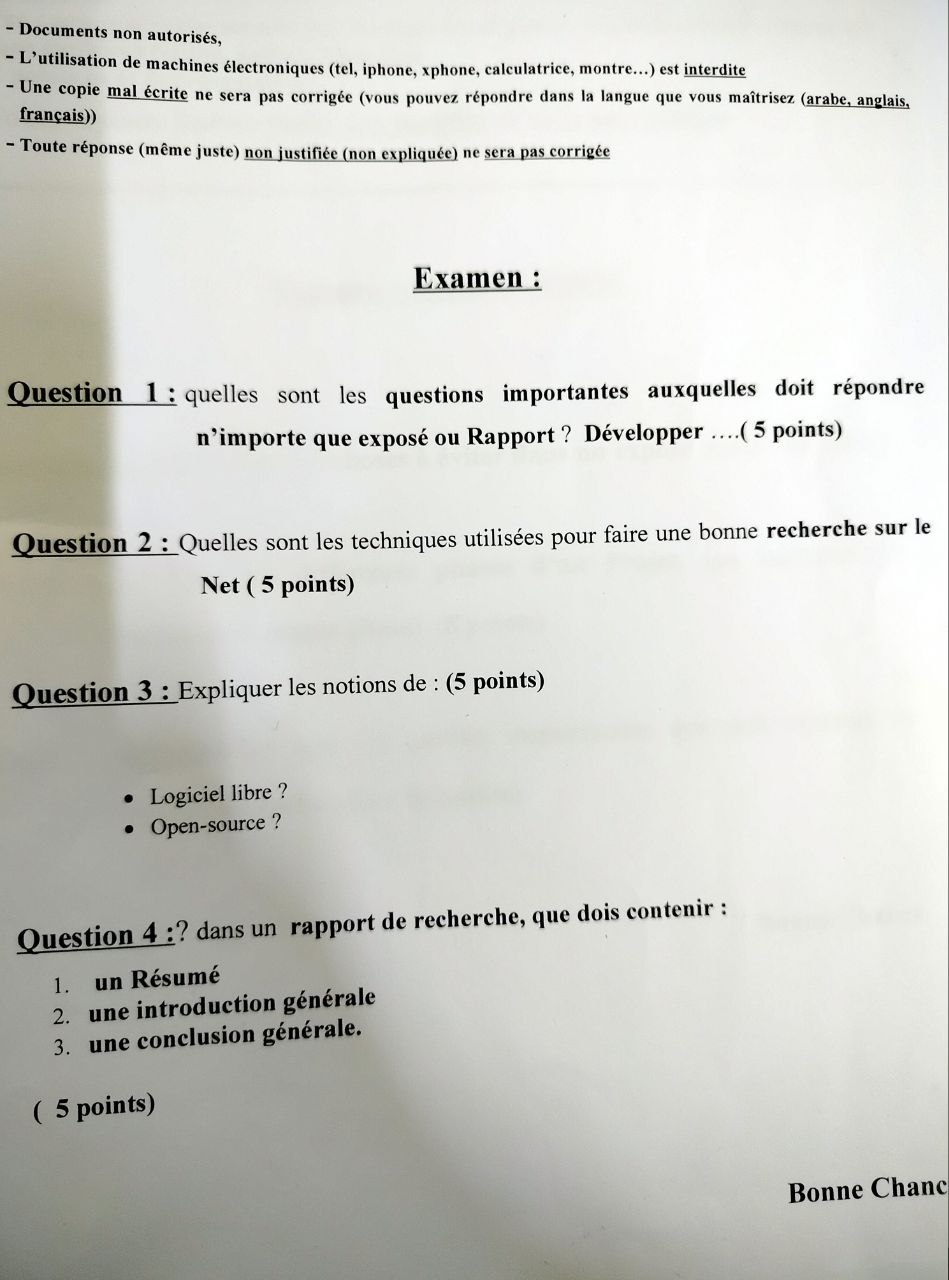 - Documents non autorisés,
- L'utilisation de machines électroniques (tel, iphone, xphone, calculatrice, montre…) est interdite
- Une copie mal écrite ne sera pas corrigée (vous pouvez répondre dans la langue que vous maîtrisez (arabe, anglais,
français))
- Toute réponse (même juste) non justifiée (non expliquée) ne sera pas corrigée
Examen :
Question 1 : quelles sont les questions importantes auxquelles doit répondre
n'importe que exposé ou Rapport ? Développer ….( 5 points)
Question 2 : Quelles sont les techniques utilisées pour faire une bonne recherche sur le
Net ( 5 points)
Question 3 : Expliquer les notions de : (5 points)
• Logiciel libre ?
• Open-source ?
Question 4 :? dans un rapport de recherche, que dois contenir :
1. un Résumé
2. une introduction générale
3. une conclusion générale.
( 5 points)
Bonne Chanc